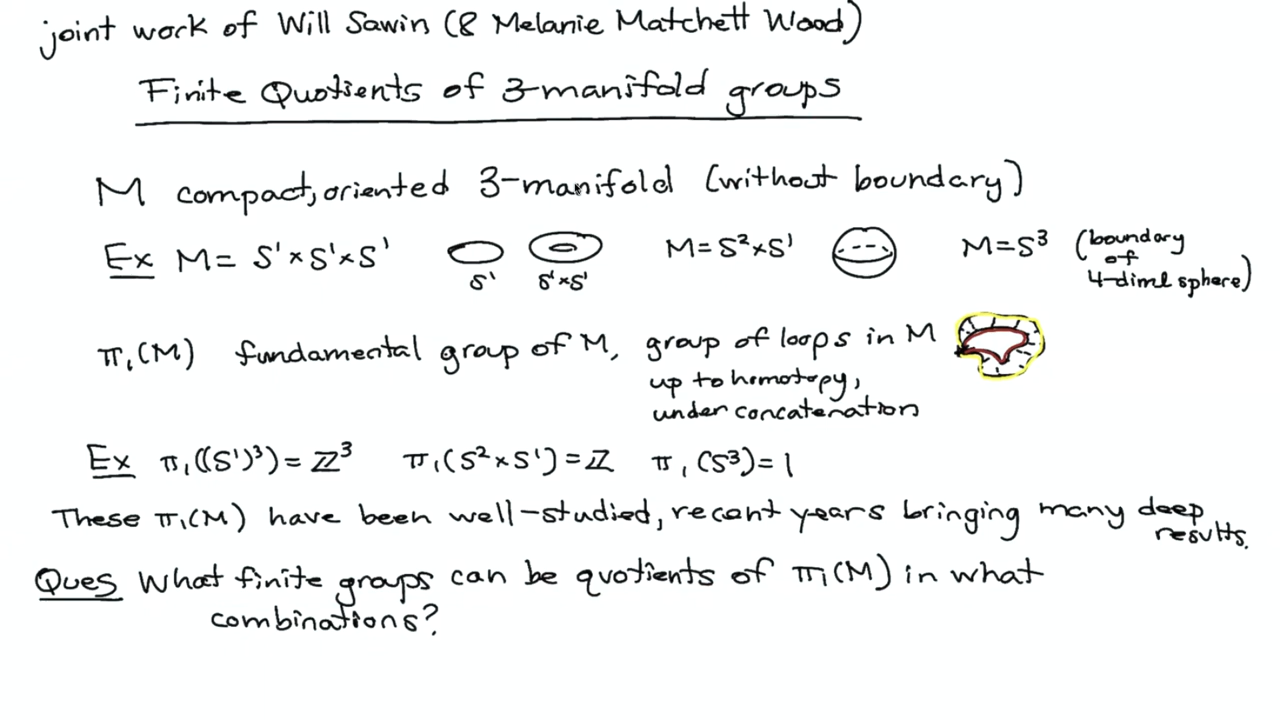 joint work of Will Sawin (& Melanie Matchett Wood)
Finite Quotients of 3-manifold groups
M compact, oriented 3-manifold (without boundary)
Ex M = S¹×S¹×S¹ S¹ S¹×S¹ M = S²×S¹ M = S³ (boundary of 4-diml sphere)
π₁(M) fundamental group of M, group of loops in M
up to homotopy,
under concatenation
Ex π₁((S¹)³) = ℤ³ π₁(S²×S¹) = ℤ π₁(S³) = 1
These π₁(M) have been well-studied, recent years bringing many deep
results.
Ques What finite groups can be quotients of π₁(M) in what
combinations?